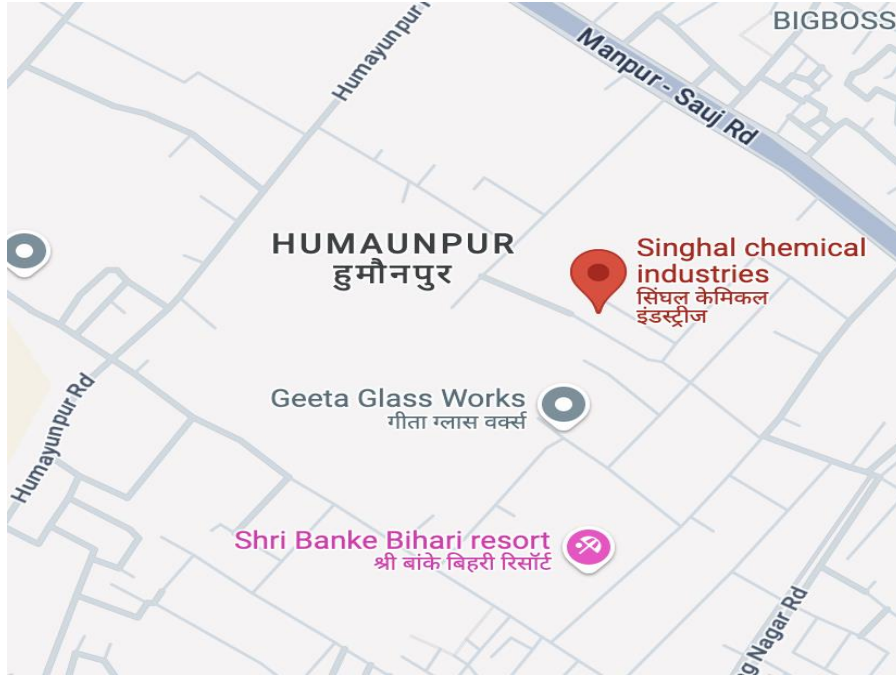 BIGBOSS
Humayunpur
Manpur - Sauj Rd
HUMAUNPUR
हुमौनपुर
Singhal chemical
industries
सिंघल केमिकल
इंडस्ट्रीज
Humayunpur Rd
Geeta Glass Works
गीता ग्लास वर्क्स
Shri Banke Bihari resort
श्री बांके बिहरी रिसॉर्ट
Nagar Rd